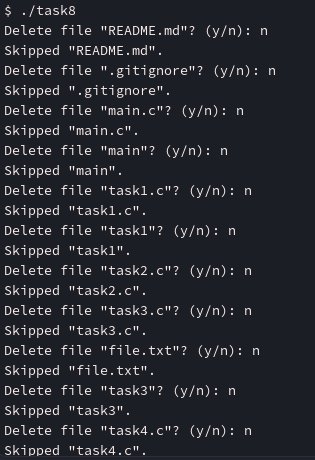 $ ./task8
Delete file "README.md"? (y/n): n
Skipped "README.md".
Delete file ".gitignore"? (y/n): n
Skipped ".gitignore".
Delete file "main.c"? (y/n): n
Skipped "main.c".
Delete file "main"? (y/n): n
Skipped "main".
Delete file "task1.c"? (y/n): n
Skipped "task1.c".
Delete file "task1"? (y/n): n
Skipped "task1".
Delete file "task2.c"? (y/n): n
Skipped "task2.c".
Delete file "task3.c"? (y/n): n
Skipped "task3.c".
Delete file "file.txt"? (y/n): n
Skipped "file.txt".
Delete file "task3"? (y/n): n
Skipped "task3".
Delete file "task4.c"? (y/n): n
Skipped "task4.c".